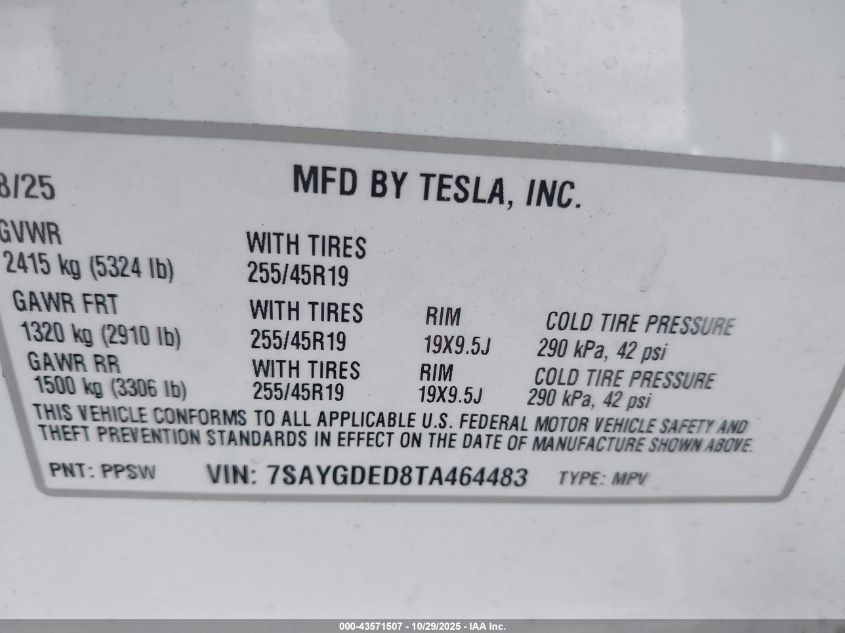 8/25
MFD BY TESLA, INC.
GVWR
2415 kg (5324 lb)
WITH TIRES
255/45R19
GAWR FRT
1320 kg (2910 lb)
WITH TIRES
255/45R19
RIM
19X9.5J
COLD TIRE PRESSURE
290 kPa, 42 psi
GAWR RR
1500 kg (3306 lb)
WITH TIRES
255/45R19
RIM
19X9.5J
COLD TIRE PRESSURE
290 kPa, 42 psi
THIS VEHICLE CONFORMS TO ALL APPLICABLE U.S. FEDERAL MOTOR VEHICLE SAFETY AND
THEFT PREVENTION STANDARDS IN EFFECT ON THE DATE OF MANUFACTURE SHOWN ABOVE.
PNT: PPSW VIN: 7SAYGDED8TA464483 TYPE: MPV
000-43571507 - 10/29/2025 - IAA Inc.